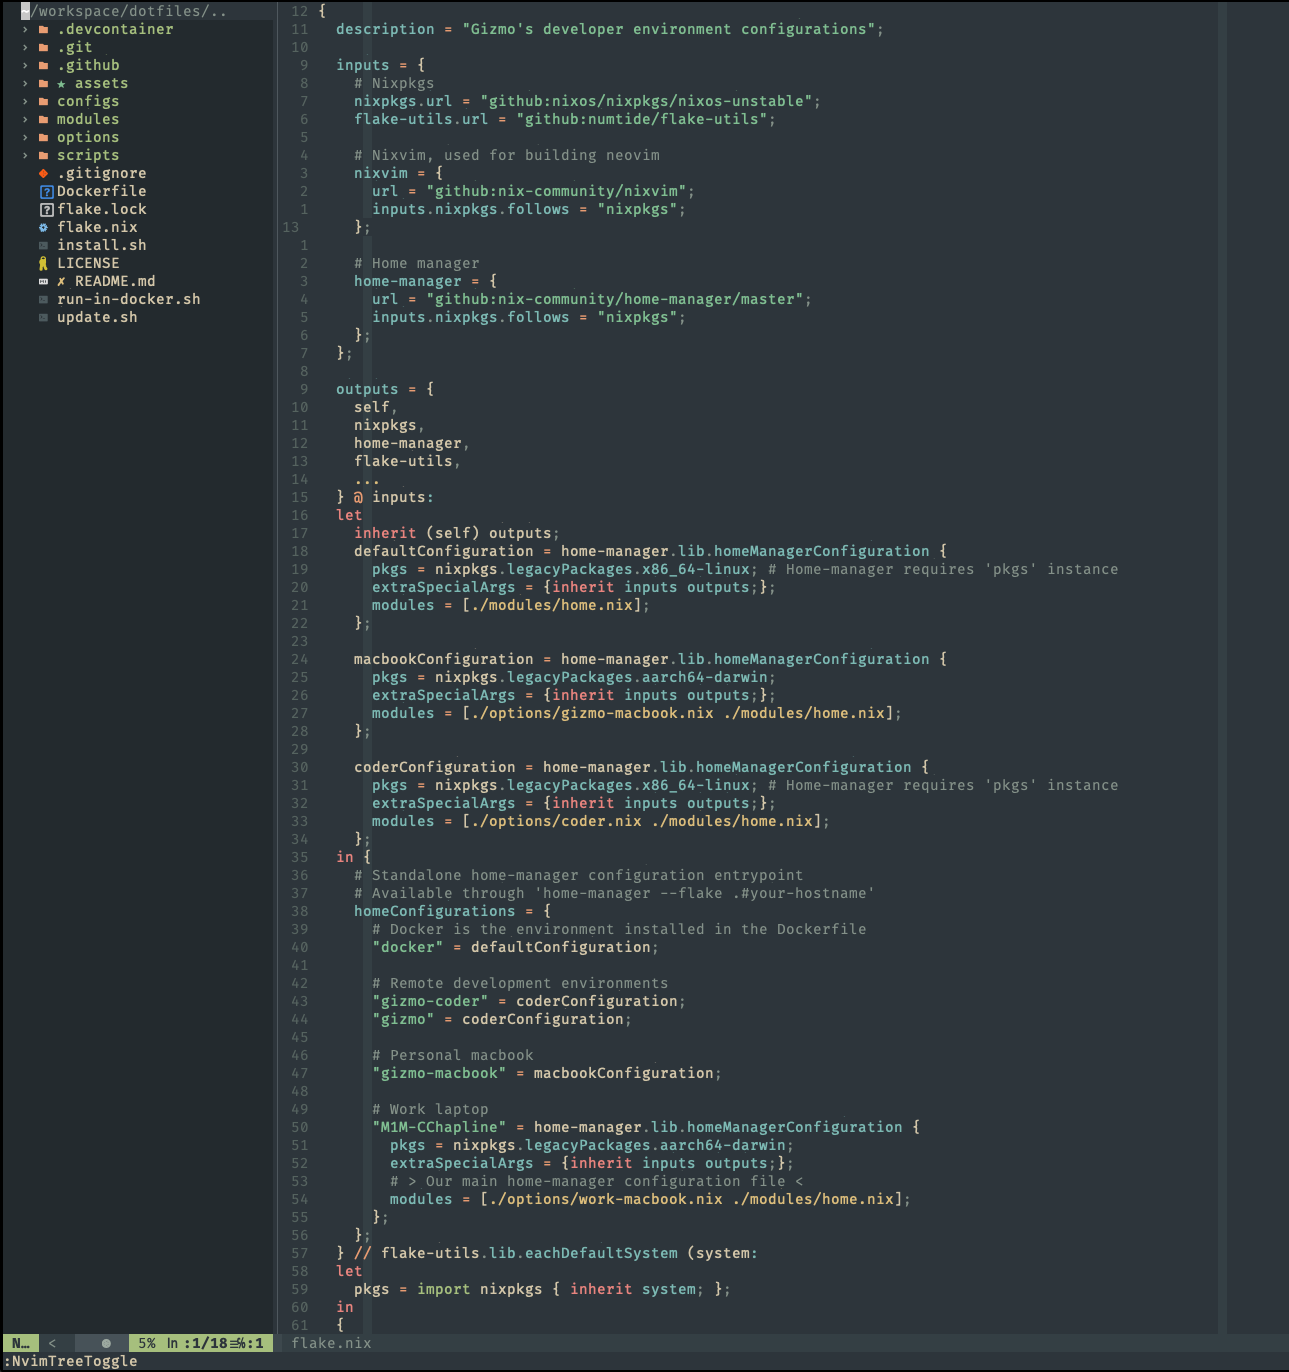 ~/workspace/dotfiles/..
> .devcontainer
> .git
> .github
> ★ assets
> configs
> modules
> options
> scripts
.gitignore
? Dockerfile
? flake.lock
flake.nix
install.sh
LICENSE
✗ README.md
run-in-docker.sh
update.sh
12 {
11   description = "Gizmo's developer environment configurations";
10
9   inputs = {
8     # Nixpkgs
7     nixpkgs.url = "github:nixos/nixpkgs/nixos-unstable";
6     flake-utils.url = "github:numtide/flake-utils";
5
4     # Nixvim, used for building neovim
3     nixvim = {
2       url = "github:nix-community/nixvim";
1       inputs.nixpkgs.follows = "nixpkgs";
13     };
1
2     # Home manager
3     home-manager = {
4       url = "github:nix-community/home-manager/master";
5       inputs.nixpkgs.follows = "nixpkgs";
6     };
7   };
8
9   outputs = {
10     self,
11     nixpkgs,
12     home-manager,
13     flake-utils,
14     ...
15   } @ inputs:
16   let
17     inherit (self) outputs;
18     defaultConfiguration = home-manager.lib.homeManagerConfiguration {
19       pkgs = nixpkgs.legacyPackages.x86_64-linux; # Home-manager requires 'pkgs' instance
20       extraSpecialArgs = {inherit inputs outputs;};
21       modules = [./modules/home.nix];
22     };
23
24     macbookConfiguration = home-manager.lib.homeManagerConfiguration {
25       pkgs = nixpkgs.legacyPackages.aarch64-darwin;
26       extraSpecialArgs = {inherit inputs outputs;};
27       modules = [./options/gizmo-macbook.nix ./modules/home.nix];
28     };
29
30     coderConfiguration = home-manager.lib.homeManagerConfiguration {
31       pkgs = nixpkgs.legacyPackages.x86_64-linux; # Home-manager requires 'pkgs' instance
32       extraSpecialArgs = {inherit inputs outputs;};
33       modules = [./options/coder.nix ./modules/home.nix];
34     };
35   in {
36     # Standalone home-manager configuration entrypoint
37     # Available through 'home-manager --flake .#your-hostname'
38     homeConfigurations = {
39       # Docker is the environment installed in the Dockerfile
40       "docker" = defaultConfiguration;
41
42       # Remote development environments
43       "gizmo-coder" = coderConfiguration;
44       "gizmo" = coderConfiguration;
45
46       # Personal macbook
47       "gizmo-macbook" = macbookConfiguration;
48
49       # Work laptop
50       "M1M-CChapline" = home-manager.lib.homeManagerConfiguration {
51         pkgs = nixpkgs.legacyPackages.aarch64-darwin;
52         extraSpecialArgs = {inherit inputs outputs;};
53         # > Our main home-manager configuration file <
54         modules = [./options/work-macbook.nix ./modules/home.nix];
55       };
56     };
57   } // flake-utils.lib.eachDefaultSystem (system:
58   let
59     pkgs = import nixpkgs { inherit system; };
60   in
61   {
N… < ● 5% ln :1/18≡%:1 flake.nix
:NvimTreeToggle